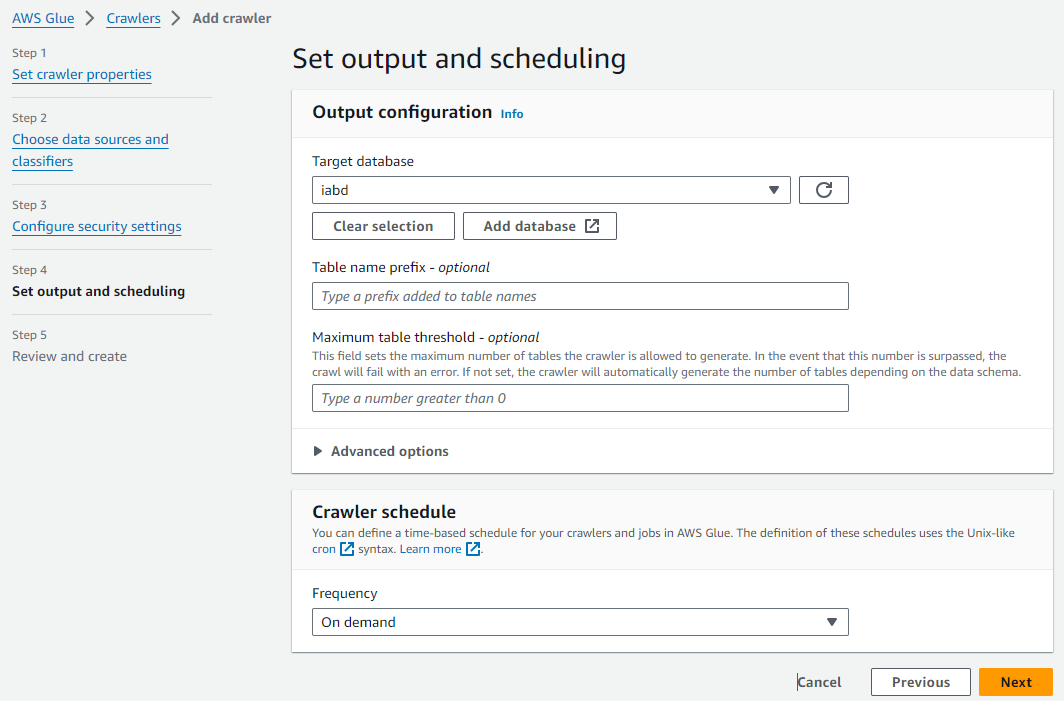 AWS Glue > Crawlers > Add crawler
Step 1
Set crawler properties
Step 2
Choose data sources and
classifiers
Step 3
Configure security settings
Step 4
Set output and scheduling
Step 5
Review and create
Set output and scheduling
Output configuration Info
Target database
iabd
Clear selection
Add database
Table name prefix - optional
Type a prefix added to table names
Maximum table threshold - optional
This field sets the maximum number of tables the crawler is allowed to generate. In the event that this number is surpassed, the
crawl will fail with an error. If not set, the crawler will automatically generate the number of tables depending on the data schema.
Type a number greater than 0
Advanced options
Crawler schedule
You can define a time-based schedule for your crawlers and jobs in AWS Glue. The definition of these schedules uses the Unix-like
cron syntax. Learn more .
Frequency
On demand
Cancel
Previous
Next